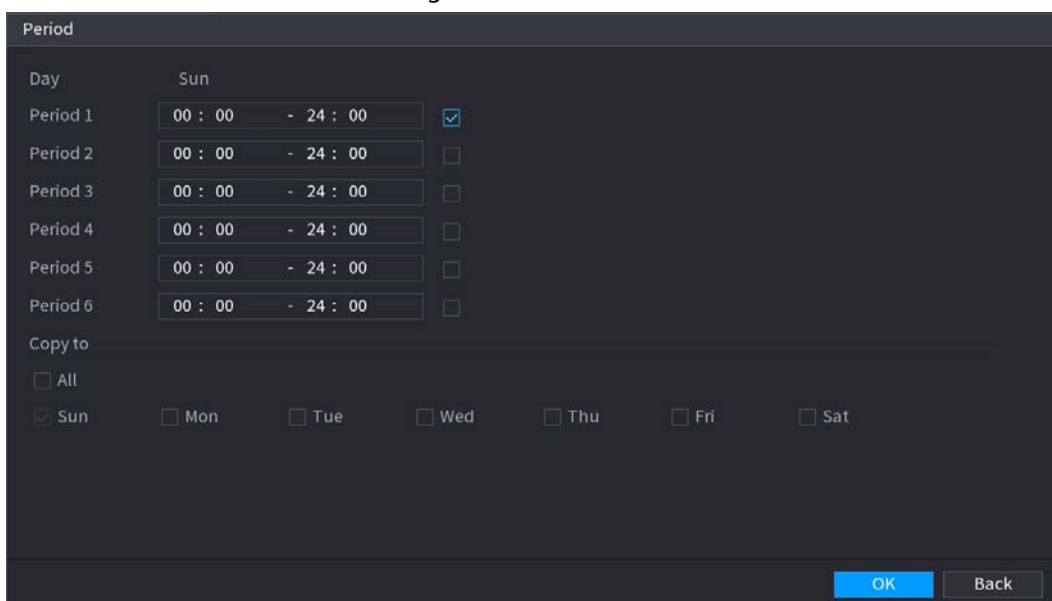 Period
Day Sun
Period 1 00 : 00 - 24 : 00
Period 2 00 : 00 - 24 : 00
Period 3 00 : 00 - 24 : 00
Period 4 00 : 00 - 24 : 00
Period 5 00 : 00 - 24 : 00
Period 6 00 : 00 - 24 : 00
Copy to
All
Sun Mon Tue Wed Thu Fri Sat
OK Back